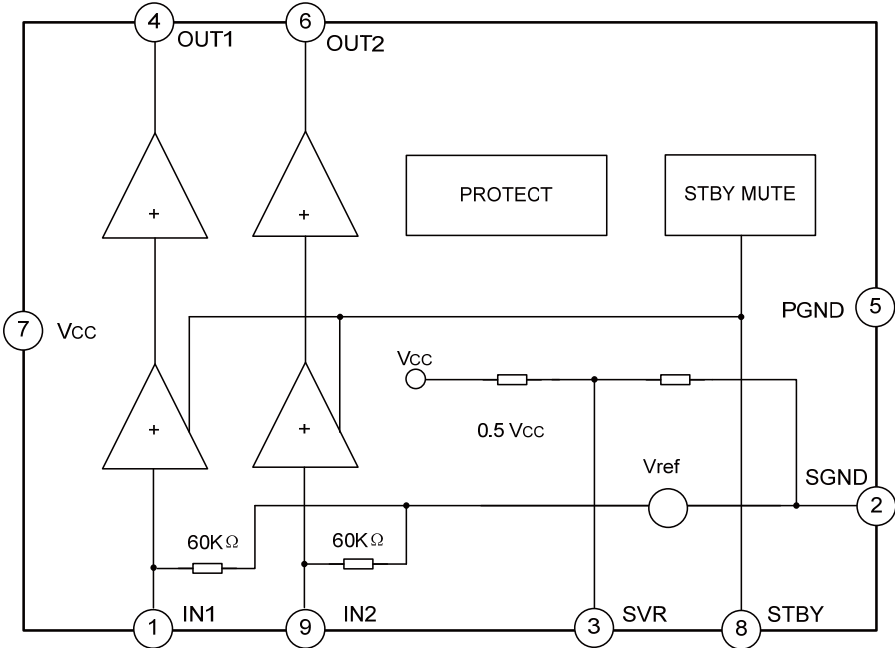 4
OUT1
6
OUT2
+
+
PROTECT
STBY MUTE
7
VCC
PGND
5
VCC
+
+
0.5 VCC
Vref
SGND
2
60KΩ
60KΩ
1
IN1
9
IN2
3
SVR
8
STBY